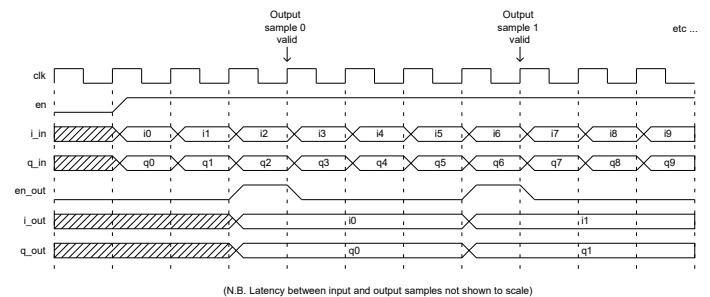 Output
sample 0
valid
Output
sample 1
valid
etc ...
clk
en
i_in i0 i1 i2 i3 i4 i5 i6 i7 i8 i9
q_in q0 q1 q2 q3 q4 q5 q6 q7 q8 q9
en_out
i_out i0 i1
q_out q0 q1
(N.B. Latency between input and output samples not shown to scale)